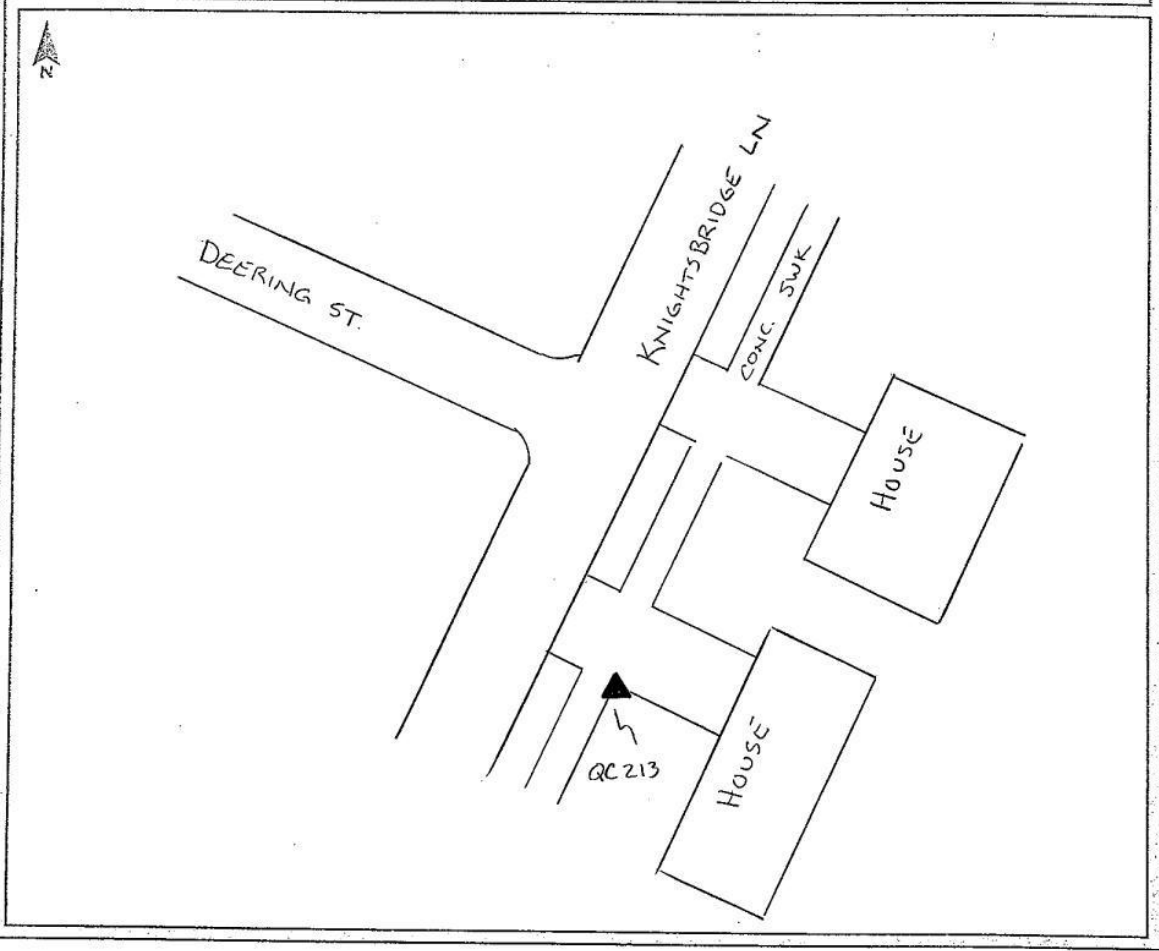 N
KNIGHTSBRIDGE LN
DEERING ST.
CONC. SWK
HOUSE
HOUSE
QC213